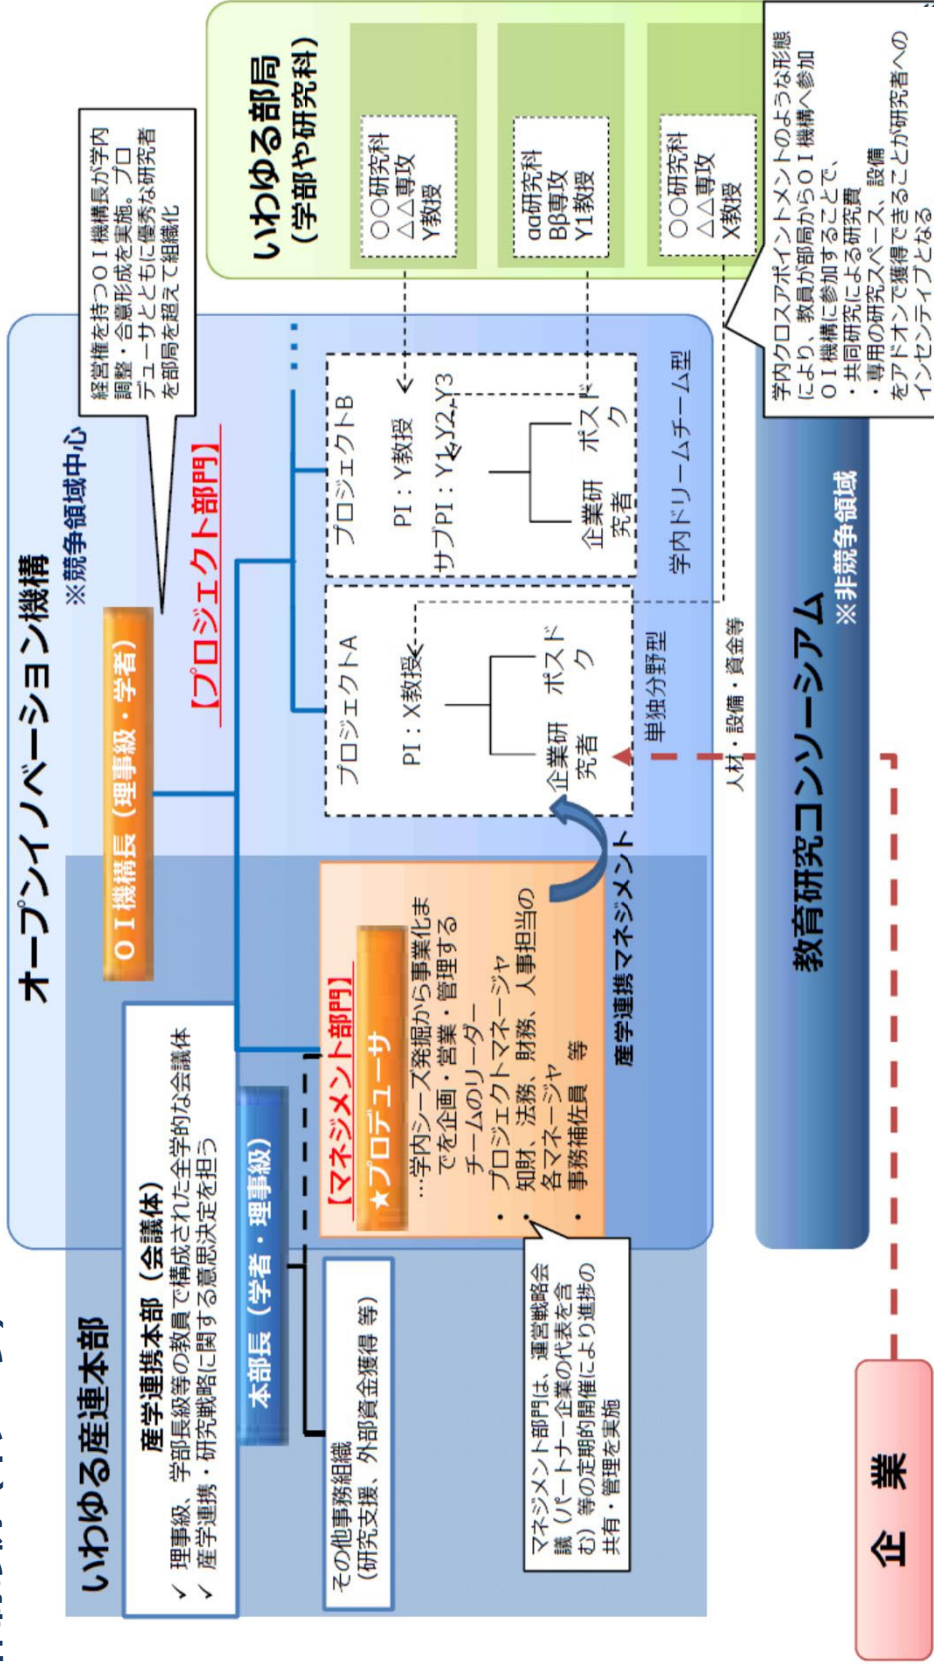 いわゆる産連本部
産学連携本部（会議体）
✓ 理事級、学部長級等の教員で構成された全学的な会議体
✓ 産学連携・研究戦略に関する意思決定を担う
本部長（学者・理事級）
その他事務組織
（研究支援、外部資金獲得 等）
マネジメント部門は、運営戦略会
議（パートナー企業の代表を含
む）等の定期的開催により進捗の
共有・管理を実施
オープンイノベーション機構
※競争領域中心
ＯＩ機構長（理事級・学者）
経営権を持つＯＩ機構長が学内
調整・合意形成を実施。プロ
デューサとともに優秀な研究者
を部局を超えて組織化
【マネジメント部門】
★プロデューサ
…学内シーズ発掘から事業化ま
でを企画・営業・管理する
チームのリーダー
・ プロジェクトマネージャ
・ 知財、法務、財務、人事担当の
各マネージャ
・ 事務補佐員 等
産学連携マネジメント
【プロジェクト部門】
プロジェクトA
PI：X教授
企業研
究者
ポスド
ク
単独分野型
プロジェクトB
PI：Y教授
サブPI：Y1,Y2,Y3
企業研
究者
ポスド
ク
学内ドリームチーム型
…
いわゆる部局
（学部や研究科）
○○研究科
△△専攻
Y教授
αα研究科
Ββ専攻
Y1教授
○○研究科
△△専攻
X教授
学内クロスアポイントメントのような形態
により、教員が部局からＯＩ機構へ参加
ＯＩ機構に参加することで、
・共同研究による研究費
・専用の研究スペース、設備
をアドオンで獲得できることが研究者への
インセンティブとなる
人材・設備・資金等
教育研究コンソーシアム
※非競争領域
企 業